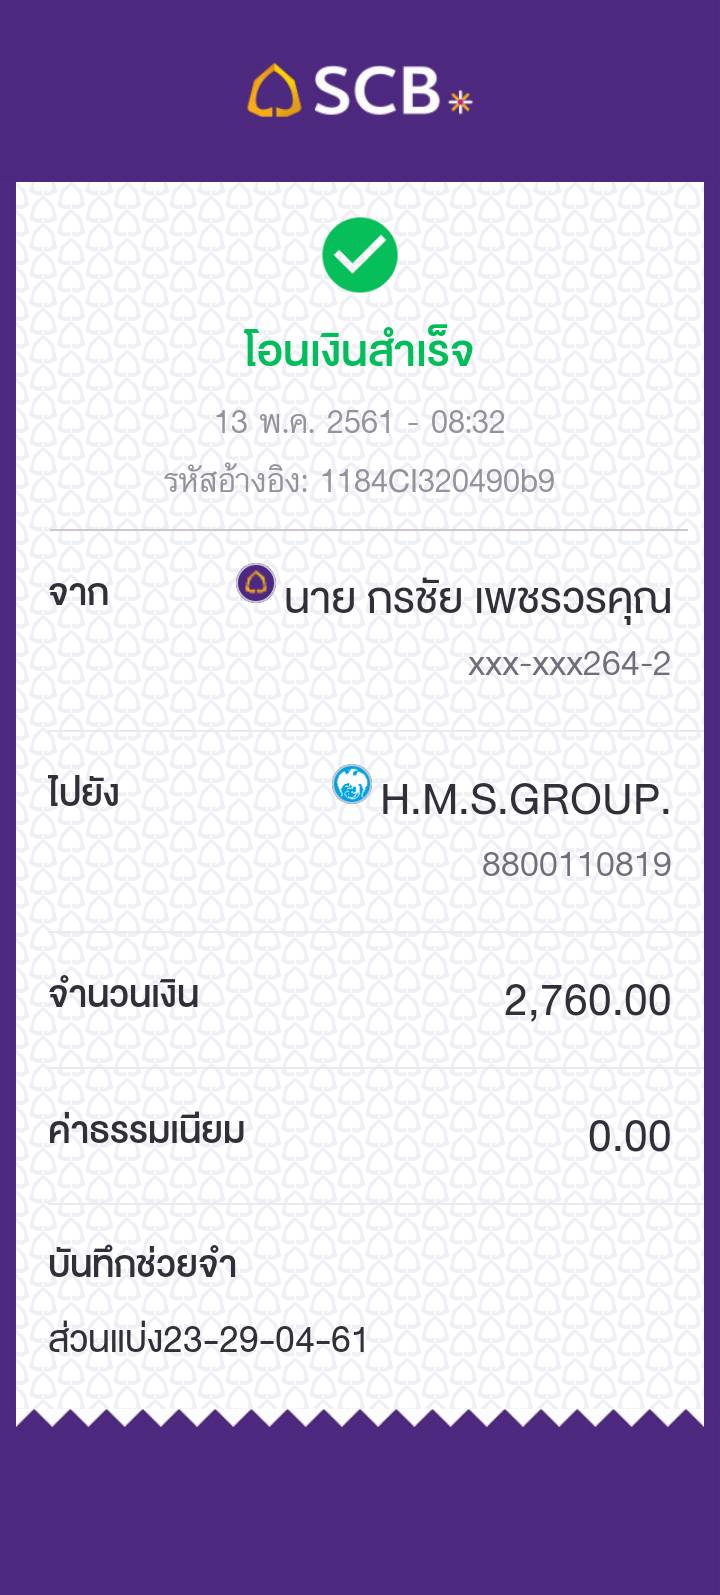 SCB
โอนเงินสำเร็จ
13 พ.ค. 2561 - 08:32
รหัสอ้างอิง: 1184CI320490b9
จาก นาย กรชัย เพชรวรคุณ
xxx-xxx264-2
ไปยัง H.M.S.GROUP.
8800110819
จำนวนเงิน 2,760.00
ค่าธรรมเนียม 0.00
บันทึกช่วยจำ
ส่วนแบ่ง23-29-04-61